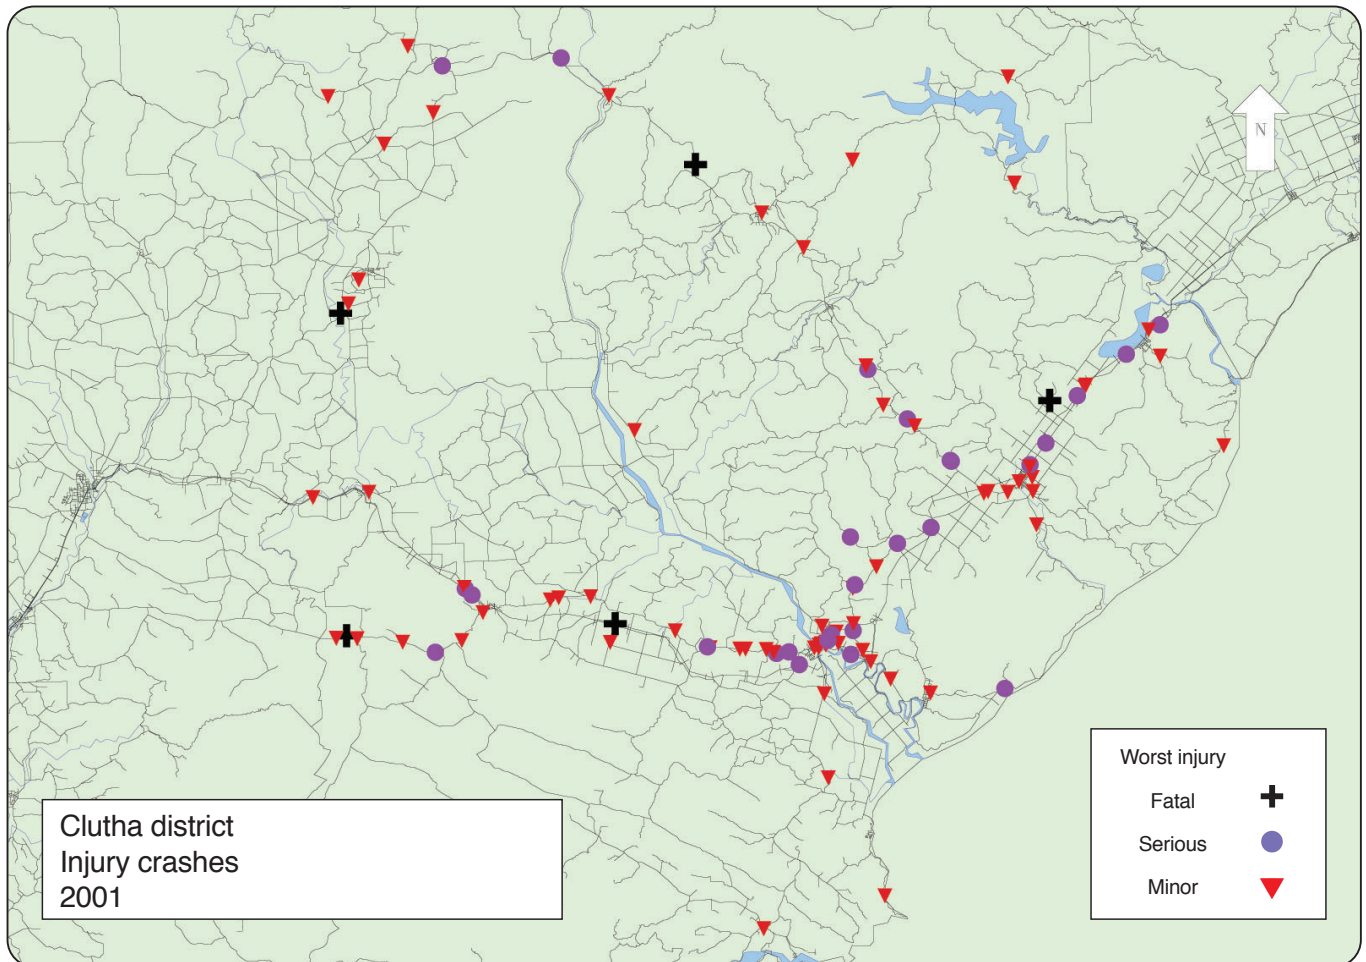 N
Worst injury
Fatal
Serious
Minor
Clutha district
Injury crashes
2001